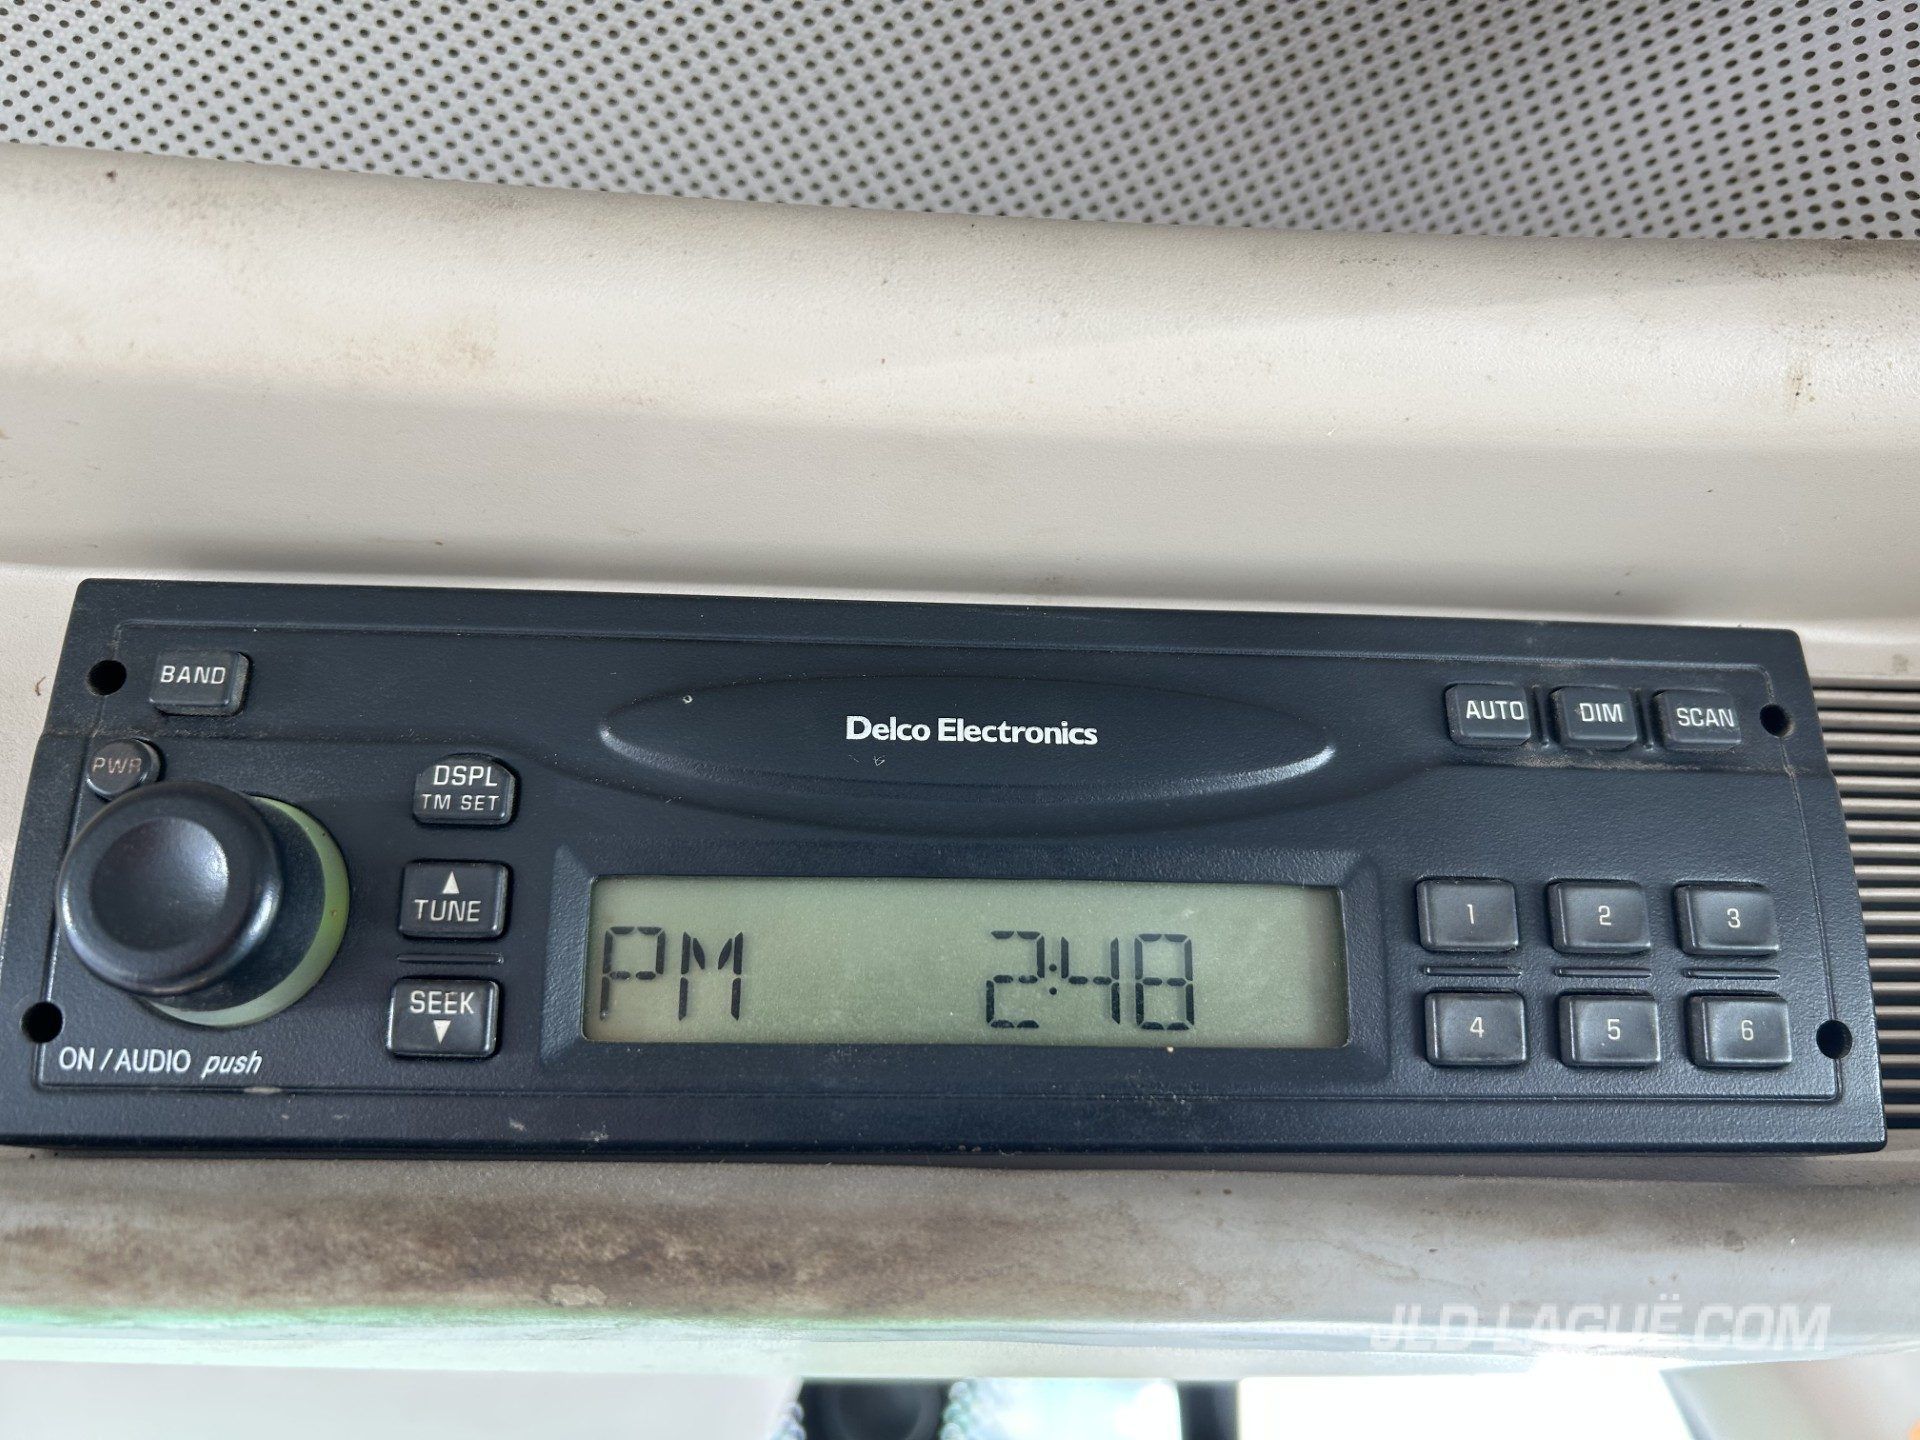 BAND
Delco Electronics
AUTO DIM SCAN
PWR
DSPL
TM SET
TUNE
SEEK
PM 2:48
1 2 3
4 5 6
ON / AUDIO push
JLD-LAGUË.COM